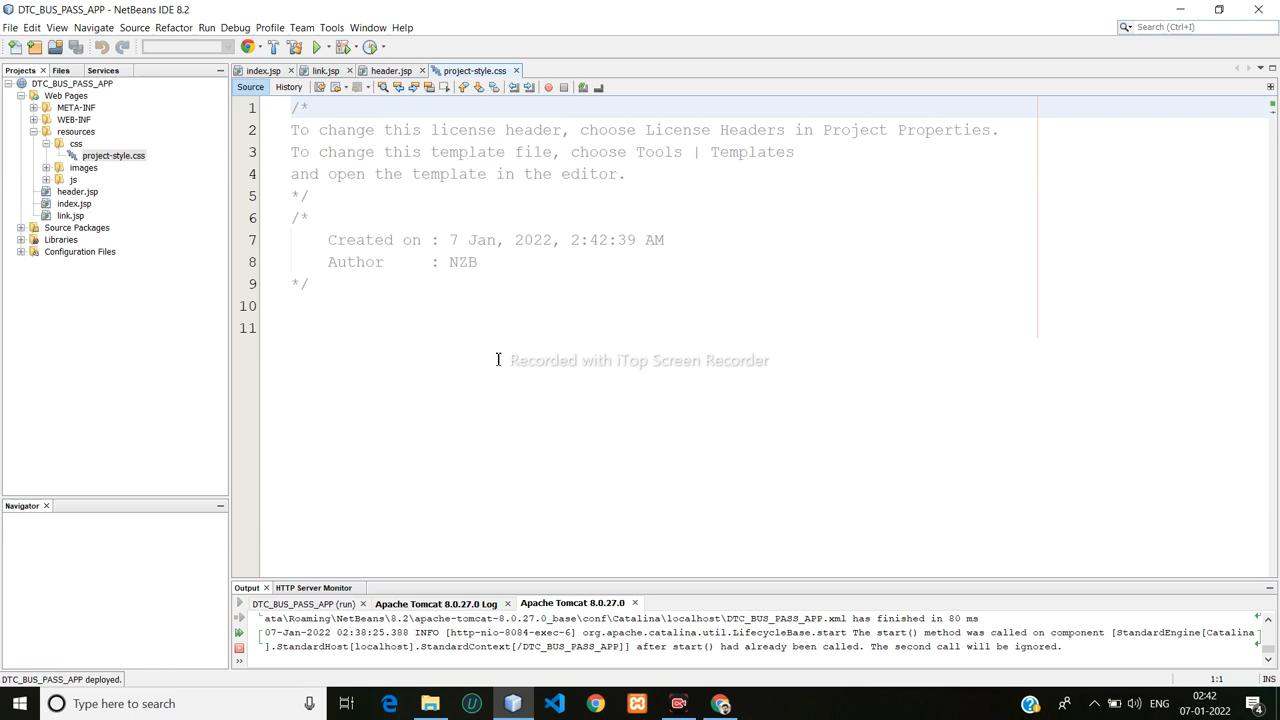 DTC_BUS_PASS_APP - NetBeans IDE 8.2
File Edit View Navigate Source Refactor Run Debug Profile Team Tools Window Help
Search (Ctrl+I)
Projects Files Services
index.jsp link.jsp header.jsp project-style.css
Source History
DTC_BUS_PASS_APP
Web Pages
META-INF
WEB-INF
resources
css
project-style.css
images
js
header.jsp
index.jsp
link.jsp
Source Packages
Libraries
Configuration Files
1 /*
2 To change this license header, choose License Headers in Project Properties.
3 To change this template file, choose Tools | Templates
4 and open the template in the editor.
5 */
6 /*
7 Created on : 7 Jan, 2022, 2:42:39 AM
8 Author : NZB
9 */
10
11
Recorded with iTop Screen Recorder
Navigator
Output HTTP Server Monitor
DTC_BUS_PASS_APP (run) Apache Tomcat 8.0.27.0 Log Apache Tomcat 8.0.27.0
ata\Roaming\NetBeans\8.2\apache-tomcat-8.0.27.0_base\conf\Catalina\localhost\DTC_BUS_PASS_APP.xml has finished in 80 ms
07-Jan-2022 02:38:25.388 INFO [http-nio-8084-exec-6] org.apache.catalina.util.LifecycleBase.start The start() method was called on component [StandardEngine[Catalina
].StandardHost[localhost].StandardContext[/DTC_BUS_PASS_APP]] after start() had already been called. The second call will be ignored.
DTC_BUS_PASS_APP deployed.
1:1 INS
Type here to search
ENG
02:42
07-01-2022
4